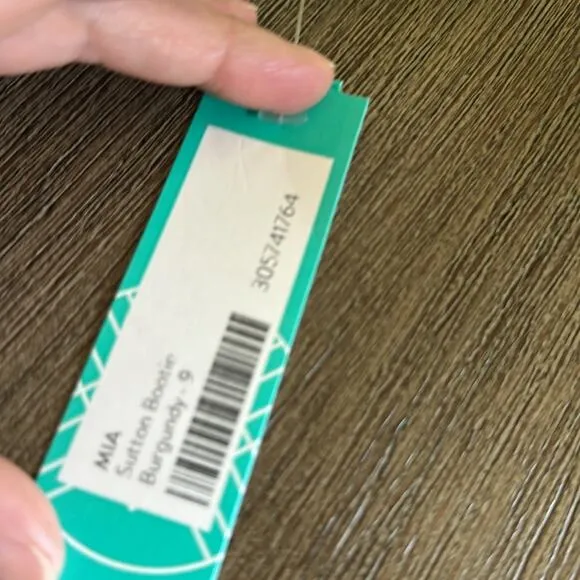 MIA
Sutton Bootie
Burgundy - 9
305741764